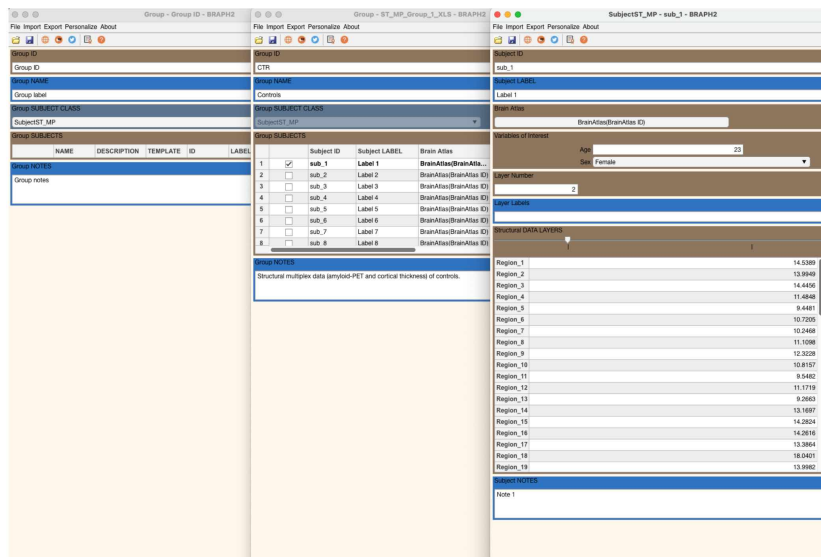 Group - Group ID - BRAPH2
File Import Export Personalize About
Group ID
Group ID
Group NAME
Group label
Group SUBJECT CLASS
SubjectST_MP
Group SUBJECTS
NAME DESCRIPTION TEMPLATE ID LABEL
Group NOTES
Group notes
Group - ST_MP_Group_1_XLS - BRAPH2
File Import Export Personalize About
Group ID
CTR
Group NAME
Controls
Group SUBJECT CLASS
SubjectST_MP
Group SUBJECTS
Subject ID Subject LABEL Brain Atlas
1 sub_1 Label 1 BrainAtlas(BrainAtla...
2 sub_2 Label 2 BrainAtlas(BrainAtlas ID)
3 sub_3 Label 3 BrainAtlas(BrainAtlas ID)
4 sub_4 Label 4 BrainAtlas(BrainAtlas ID)
5 sub_5 Label 5 BrainAtlas(BrainAtlas ID)
6 sub_6 Label 6 BrainAtlas(BrainAtlas ID)
7 sub_7 Label 7 BrainAtlas(BrainAtlas ID)
8 sub_8 Label 8 BrainAtlas(BrainAtlas ID)
Group NOTES
Structural multiplex data (amyloid-PET and cortical thickness) of controls.
SubjectST_MP - sub_1 - BRAPH2
File Import Export Personalize About
Subject ID
sub_1
Subject LABEL
Label 1
Brain Atlas
BrainAtlas(BrainAtlas ID)
Variables of Interest
Age 23
Sex Female
Layer Number
2
Layer Labels
Structural DATA LAYERS
Region_1 14.5389
Region_2 13.9949
Region_3 14.4456
Region_4 11.4848
Region_5 9.4481
Region_6 10.7205
Region_7 10.2468
Region_8 11.1098
Region_9 12.3228
Region_10 10.8157
Region_11 9.5482
Region_12 11.1719
Region_13 9.2663
Region_14 13.1697
Region_15 14.2824
Region_16 14.2616
Region_17 13.3864
Region_18 18.0401
Region_19 13.9982
Subject NOTES
Note 1